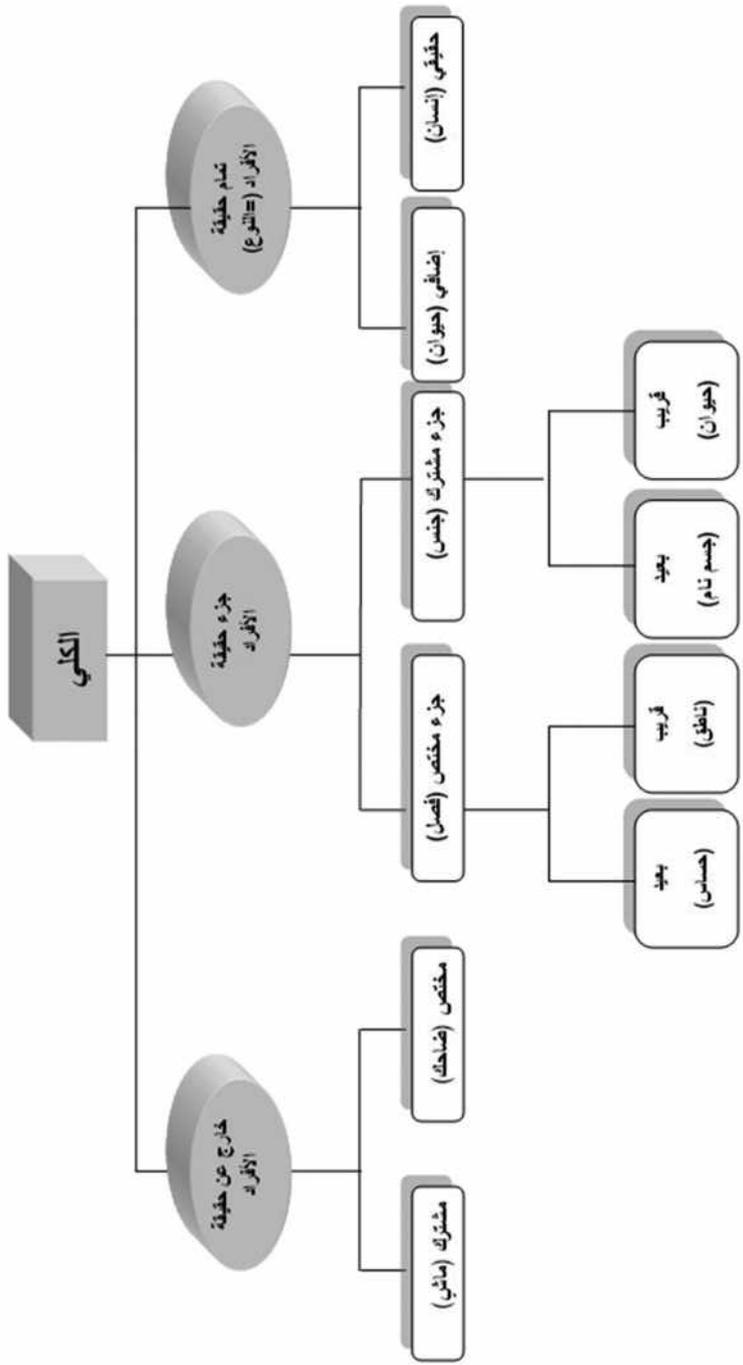 الكلي
تمام حقيقة
الأفراد (=النوع)
جزء حقيقة
الأفراد
خارج عن حقيقة
الأفراد
حقيقي (إنسان)
إضافي (حيوان)
جزء مشترك (جنس)
جزء مختص (فصل)
مختص (ضاحك)
مشترك (ماشي)
قريب
(حيوان)
بعيد
(جسم نام)
قريب
(ناطق)
بعيد
(حساس)